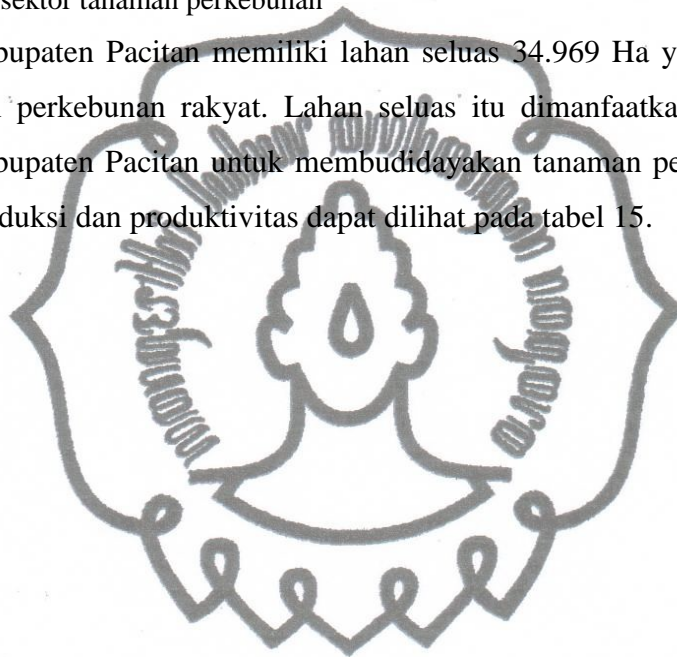 sektor tanaman perkebunan
bupaten Pacitan memiliki lahan seluas 34.969 Ha y
perkebunan rakyat. Lahan seluas itu dimanfaatka
bupaten Pacitan untuk membudidayakan tanaman pe
duksi dan produktivitas dapat dilihat pada tabel 15.